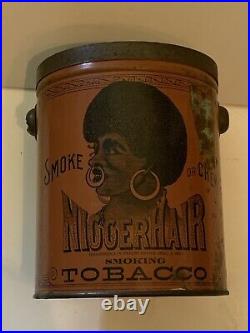 SMOKE OR CHEW
NIGGERHAIR
SMOKING
TOBACCO